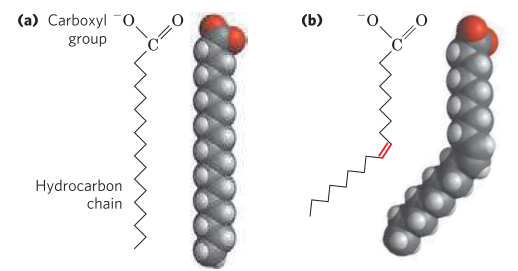 (a) Carboxyl
group
⁻O
O
C
Hydrocarbon
chain
(b)
⁻O
O
C